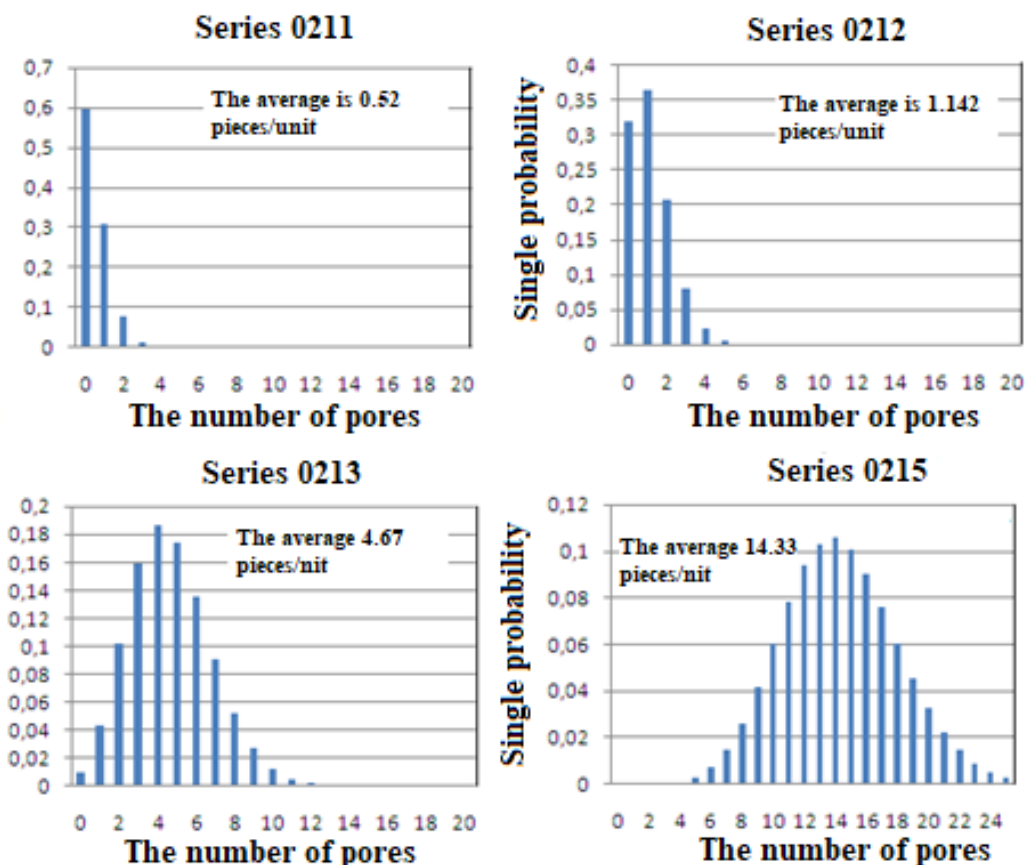 Series 0211
0,7
0,6
0,5
0,4
0,3
0,2
0,1
0
The average is 0.52
pieces/unit
0 2 4 6 8 10 12 14 16 18 20
The number of pores
Series 0212
Single probability
0,4
0,35
0,3
0,25
0,2
0,15
0,1
0,05
0
The average is 1.142
pieces/unit
0 2 4 6 8 10 12 14 16 18 20
The number of pores
Series 0213
0,2
0,18
0,16
0,14
0,12
0,1
0,08
0,06
0,04
0,02
0
The average 4.67
pieces/nit
0 2 4 6 8 10 12 14 16 18 20
The number of pores
Series 0215
Single probability
0,12
0,1
0,08
0,06
0,04
0,02
0
The average 14.33
pieces/nit
0 2 4 6 8 10 12 14 16 18 20 22 24
The number of pores